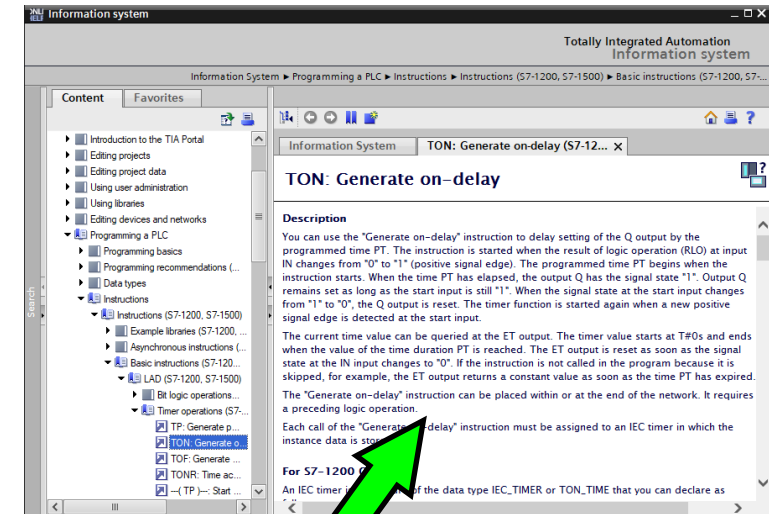 Information system
Totally Integrated Automation
Information system
Information System ► Programming a PLC ► Instructions ► Instructions (S7-1200, S7-1500) ► Basic instructions (S7-1200, S7-...
Content Favorites
Introduction to the TIA Portal
Editing projects
Editing project data
Using user administration
Using libraries
Editing devices and networks
Programming a PLC
Programming basics
Programming recommendations (...
Data types
Instructions
Instructions (S7-1200, S7-1500)
Example libraries (S7-1200, ...
Asynchronous instructions (...
Basic instructions (S7-120...
LAD (S7-1200, S7-1500)
Bit logic operations...
Timer operations (S7-...
TP: Generate p...
TON: Generate o...
TOF: Generate ...
TONR: Time ac...
---( TP )---: Start ...
Search
Information System TON: Generate on-delay (S7-12... x
TON: Generate on-delay
Description
You can use the "Generate on-delay" instruction to delay setting of the Q output by the
programmed time PT. The instruction is started when the result of logic operation (RLO) at input
IN changes from "0" to "1" (positive signal edge). The programmed time PT begins when the
instruction starts. When the time PT has elapsed, the output Q has the signal state "1". Output Q
remains set as long as the start input is still "1". When the signal state at the start input changes
from "1" to "0", the Q output is reset. The timer function is started again when a new positive
signal edge is detected at the start input.
The current time value can be queried at the ET output. The timer value starts at T#0s and ends
when the value of the time duration PT is reached. The ET output is reset as soon as the signal
state at the IN input changes to "0". If the instruction is not called in the program because it is
skipped, for example, the ET output returns a constant value as soon as the time PT has expired.
The "Generate on-delay" instruction can be placed within or at the end of the network. It requires
a preceding logic operation.
Each call of the "Generate -delay" instruction must be assigned to an IEC timer in which the
instance data is
For S7-1200
An IEC timer of the data type IEC_TIMER or TON_TIME that you can declare as